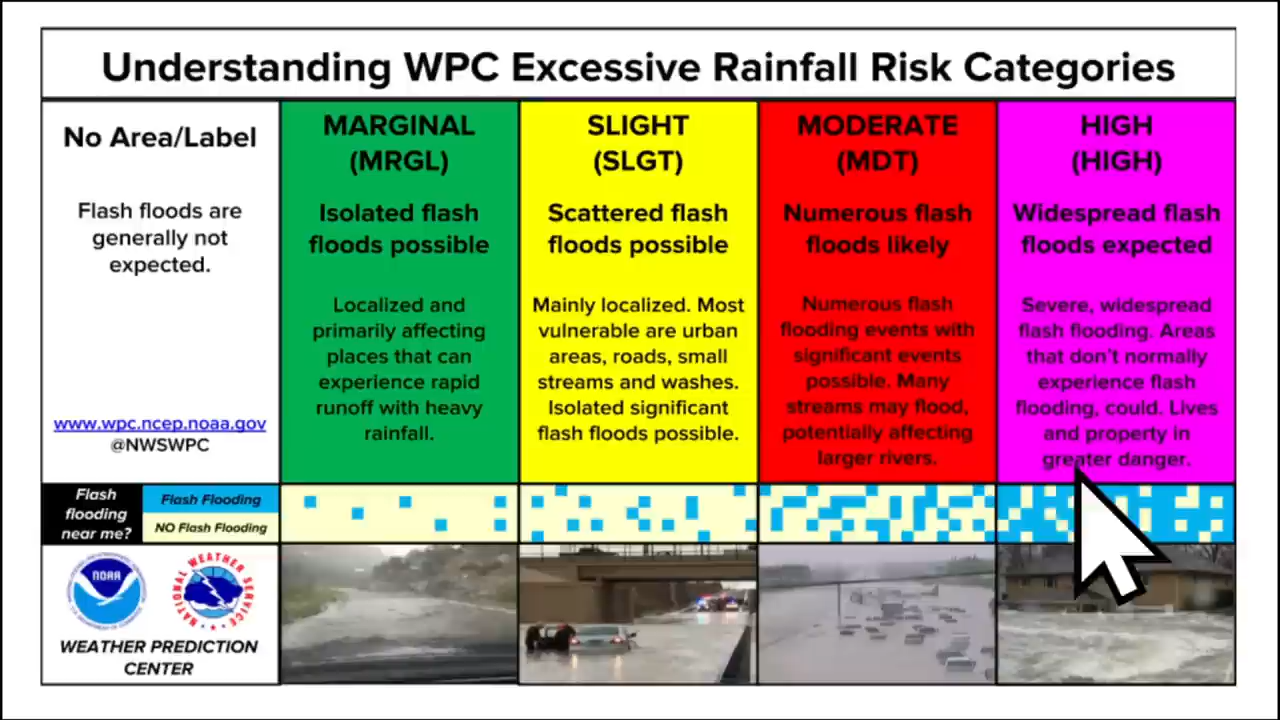 Understanding WPC Excessive Rainfall Risk Categories
No Area/Label
Flash floods are
generally not
expected.
www.wpc.ncep.noaa.gov
@NWSWPC
MARGINAL
(MRGL)
Isolated flash
floods possible
Localized and
primarily affecting
places that can
experience rapid
runoff with heavy
rainfall.
SLIGHT
(SLGT)
Scattered flash
floods possible
Mainly localized. Most
vulnerable are urban
areas, roads, small
streams and washes.
Isolated significant
flash floods possible.
MODERATE
(MDT)
Numerous flash
floods likely
Numerous flash
flooding events with
significant events
possible. Many
streams may flood,
potentially affecting
larger rivers.
HIGH
(HIGH)
Widespread flash
floods expected
Severe, widespread
flash flooding. Areas
that don't normally
experience flash
flooding, could. Lives
and property in
greater danger.
Flash
flooding
near me?
Flash Flooding
NO Flash Flooding
NOAA
NATIONAL WEATHER SERVICE
WEATHER PREDICTION
CENTER